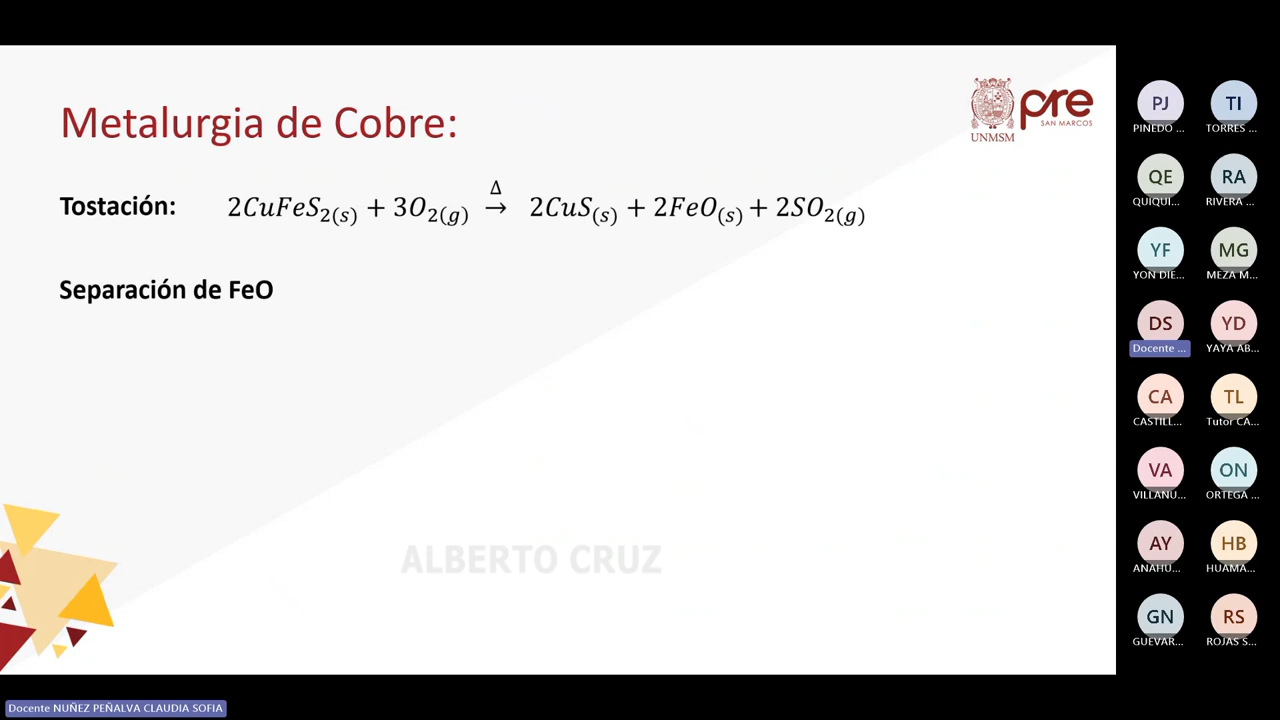 Metalurgia de Cobre:
UNMSM
pre
SAN MARCOS
Tostación: 2CuFeS₂₍ₛ₎ + 3O₂₍g₎ →^Δ 2CuS₍ₛ₎ + 2FeO₍ₛ₎ + 2SO₂₍g₎
Separación de FeO
ALBERTO CRUZ
PJ TI
PINEDO ... TORRES ...
QE RA
QUIQUI... RIVERA ...
YF MG
YON DIE... MEZA M...
DS YD
Docente ... YAYA AB...
CA TL
CASTILL... Tutor CA...
VA ON
VILLANU... ORTEGA ...
AY HB
ANAHU... HUAMA...
GN RS
GUEVAR... ROJAS S...
Docente NUÑEZ PEÑALVA CLAUDIA SOFIA